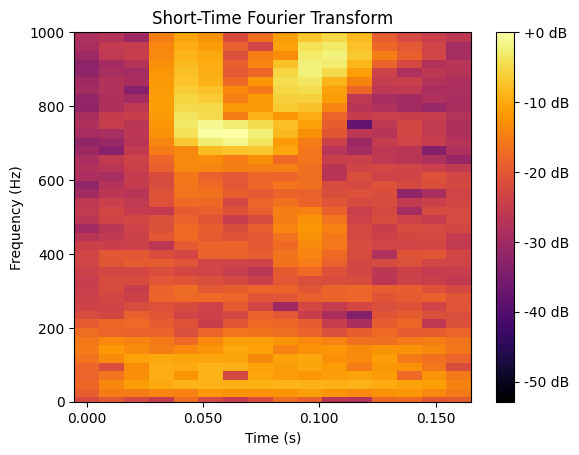 Short-Time Fourier Transform
1000
800
600
400
200
0
Frequency (Hz)
0.000
0.050
0.100
0.150
Time (s)
+0 dB
-10 dB
-20 dB
-30 dB
-40 dB
-50 dB